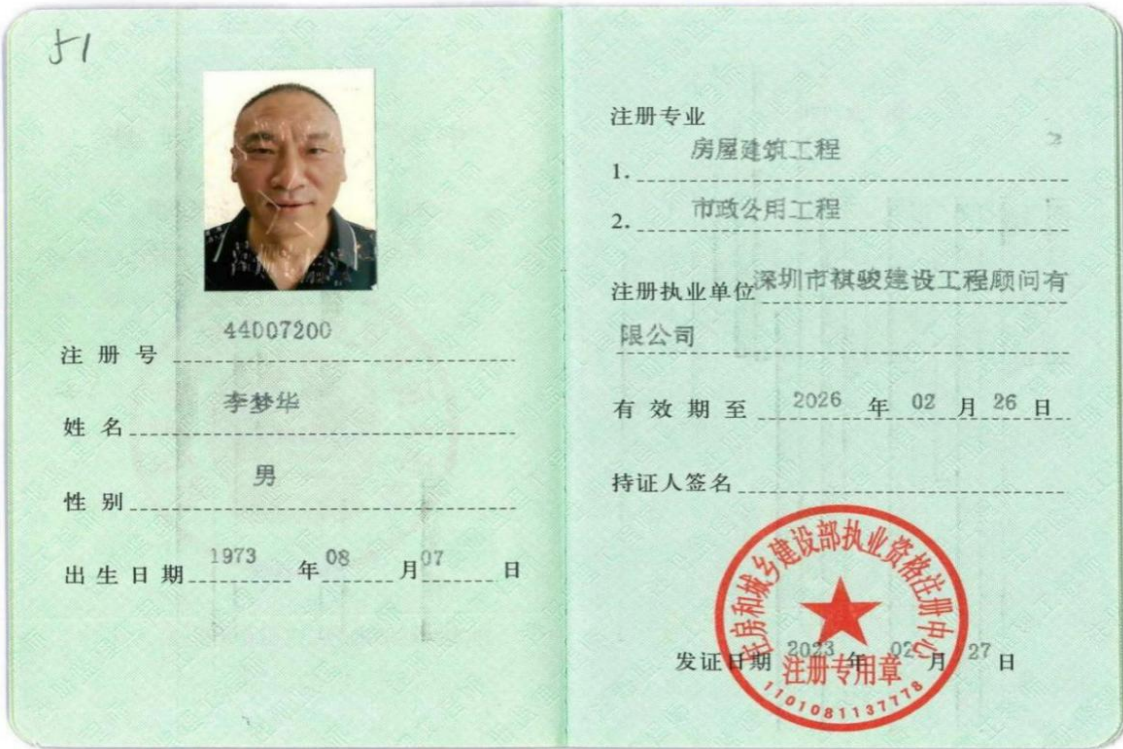 51
44007200
注册号
李梦华
姓名
男
性别
出生日期 1973 年 08 月 07 日
注册专业
1. 房屋建筑工程
2. 市政公用工程
注册执业单位 深圳市祺骏建设工程顾问有
限公司
有效期至 2026 年 02 月 26 日
持证人签名
住房和城乡建设部执业资格注册中心
发证日期 2023 年 02 月 27 日
注册专用章
1101081137778